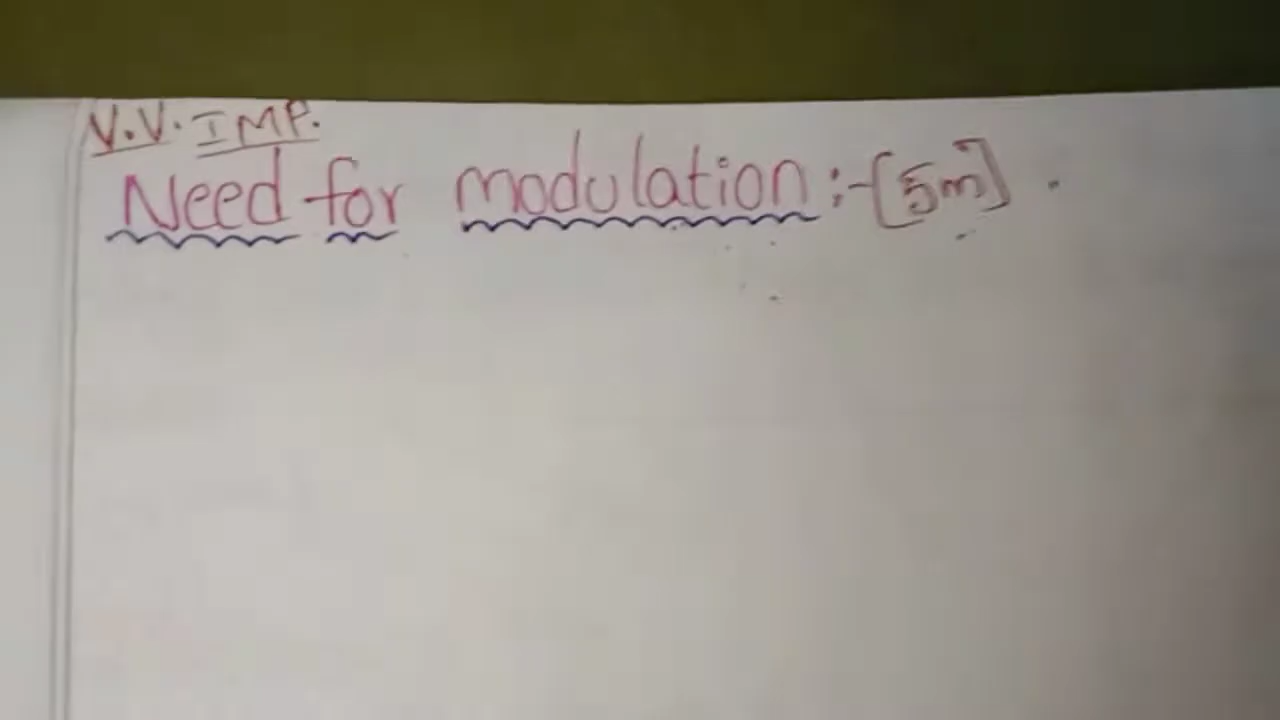 V.V. IMP.
Need for modulation :- [5m] .